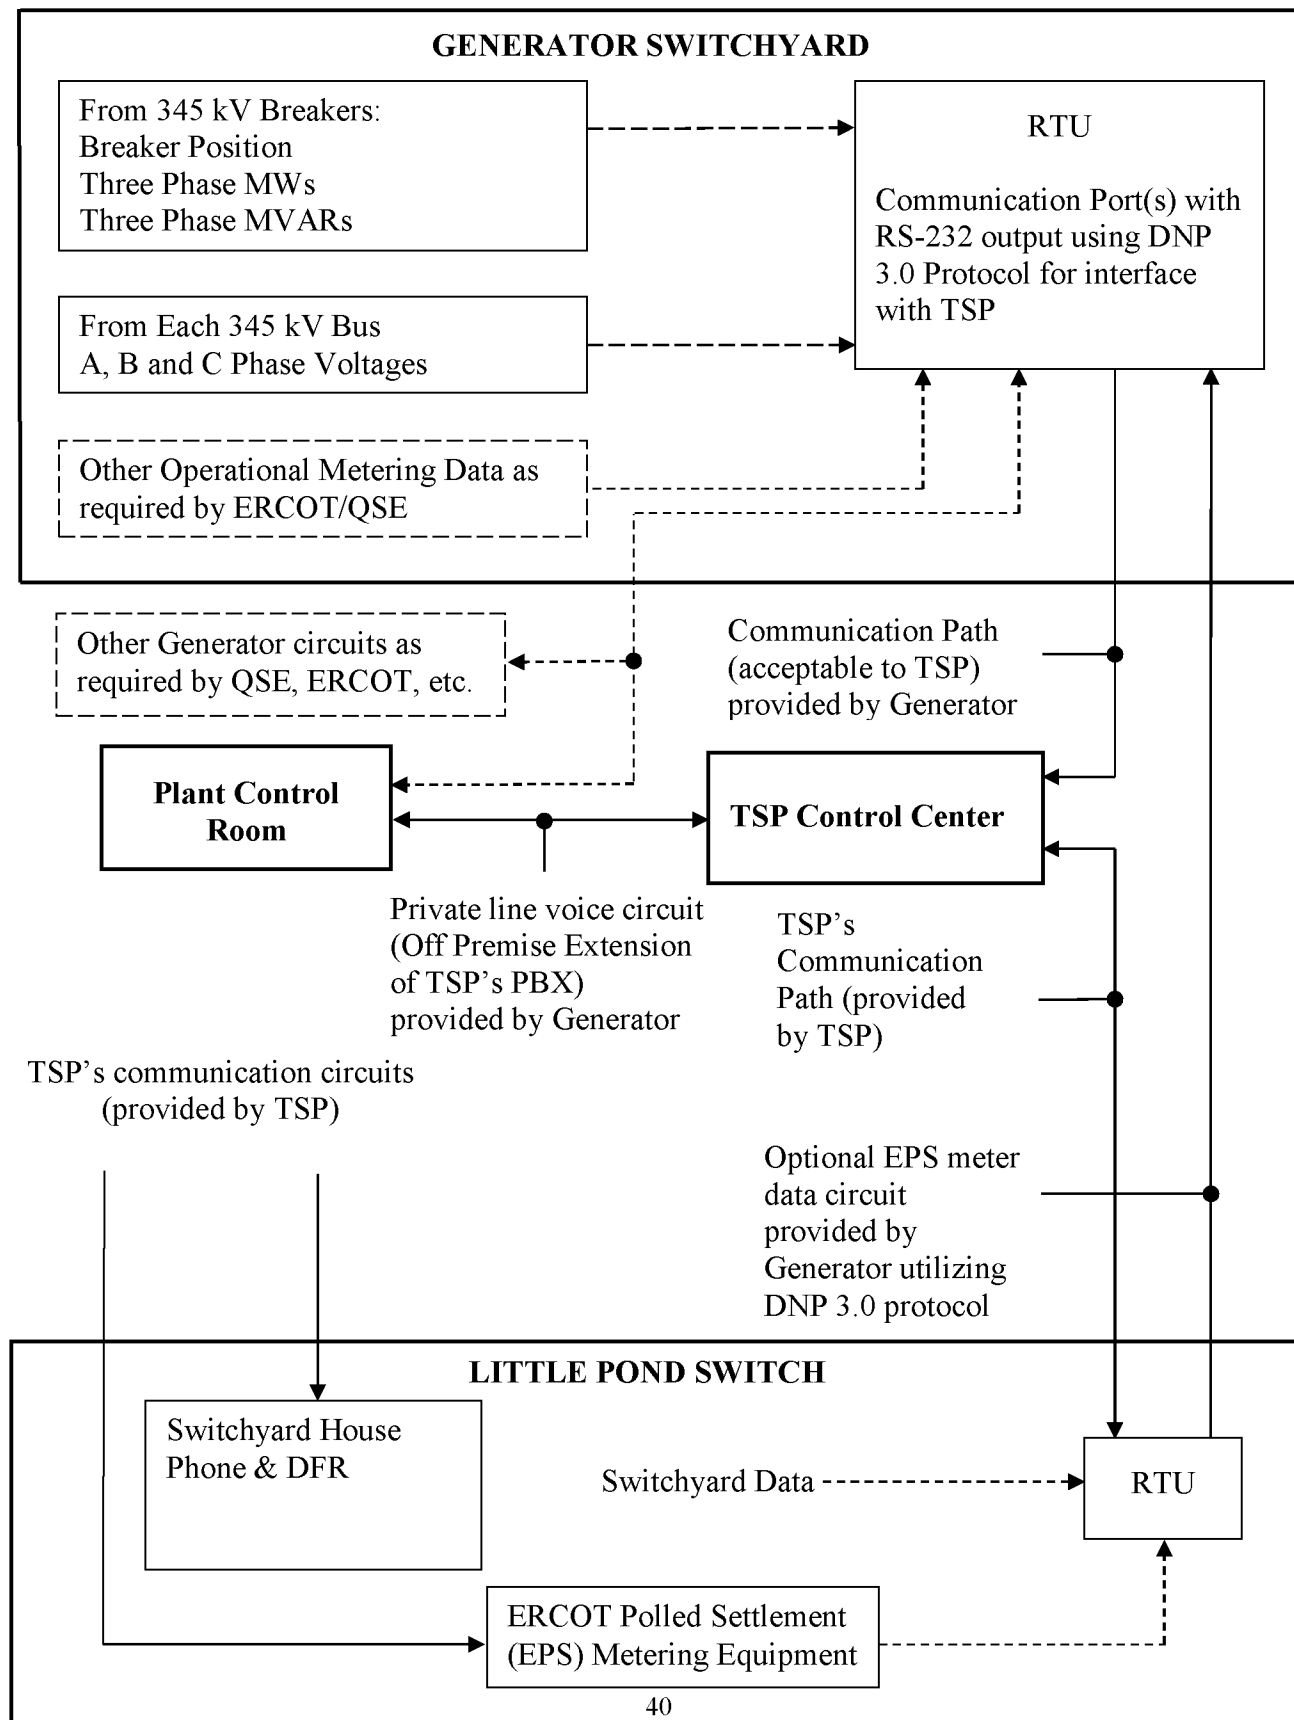 GENERATOR SWITCHYARD
From 345 kV Breakers:
Breaker Position
Three Phase MWs
Three Phase MVARs
RTU
Communication Port(s) with
RS-232 output using DNP
3.0 Protocol for interface
with TSP
From Each 345 kV Bus
A, B and C Phase Voltages
Other Operational Metering Data as
required by ERCOT/QSE
Other Generator circuits as
required by QSE, ERCOT, etc.
Communication Path
(acceptable to TSP)
provided by Generator
Plant Control
Room
TSP Control Center
Private line voice circuit
(Off Premise Extension
of TSP’s PBX)
provided by Generator
TSP’s
Communication
Path (provided
by TSP)
TSP’s communication circuits
(provided by TSP)
Optional EPS meter
data circuit
provided by
Generator utilizing
DNP 3.0 protocol
LITTLE POND SWITCH
Switchyard House
Phone & DFR
Switchyard Data
RTU
ERCOT Polled Settlement
(EPS) Metering Equipment
40